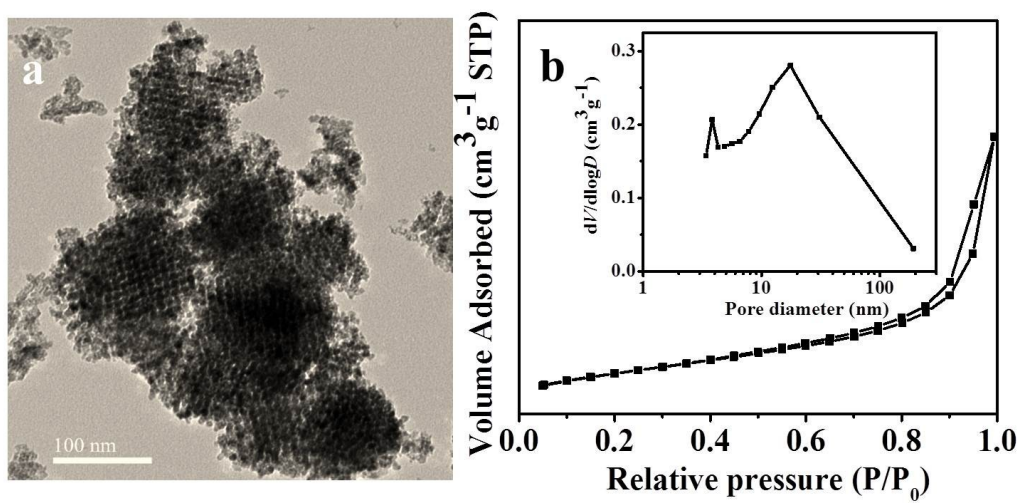 a
100 nm
b
Volume Adsorbed (cm³g⁻¹ STP)
0.0 0.2 0.4 0.6 0.8 1.0
Relative pressure (P/P₀)
dV/dlogD (cm³g⁻¹)
0.3
0.2
0.1
0.0
1 10 100
Pore diameter (nm)